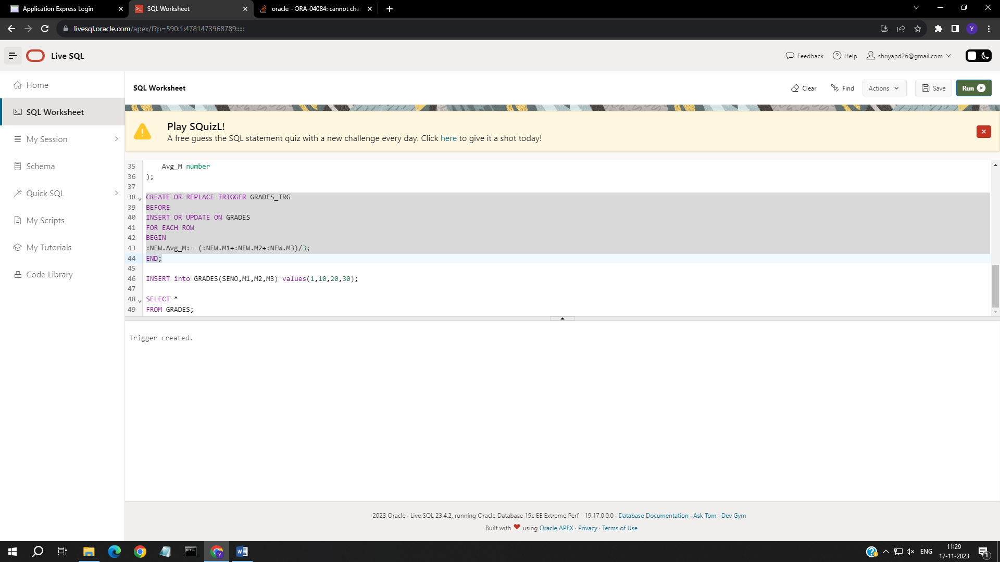 Application Express Login
SQL Worksheet
oracle - ORA-04084: cannot cha
livesql.oracle.com/apex/f?p=590:1:4781473968789:::::
Y
Live SQL
Feedback
Help
shriyapd26@gmail.com
Home
SQL Worksheet
My Session
Schema
Quick SQL
My Scripts
My Tutorials
Code Library
SQL Worksheet
Clear
Find
Actions
Save
Run
Play SQuizL!
A free guess the SQL statement quiz with a new challenge every day. Click here to give it a shot today!
35 Avg_M number
36 );
37
38 CREATE OR REPLACE TRIGGER GRADES_TRG
39 BEFORE
40 INSERT OR UPDATE ON GRADES
41 FOR EACH ROW
42 BEGIN
43 :NEW.Avg_M:= (:NEW.M1+:NEW.M2+:NEW.M3)/3;
44 END;
45
46 INSERT into GRADES(SENO,M1,M2,M3) values(1,10,20,30);
47
48 SELECT *
49 FROM GRADES;
Trigger created.
2023 Oracle · Live SQL 23.4.2, running Oracle Database 19c EE Extreme Perf - 19.17.0.0.0 · Database Documentation · Ask Tom · Dev Gym
Built with ❤ using Oracle APEX · Privacy · Terms of Use
ENG
11:29
17-11-2023
1